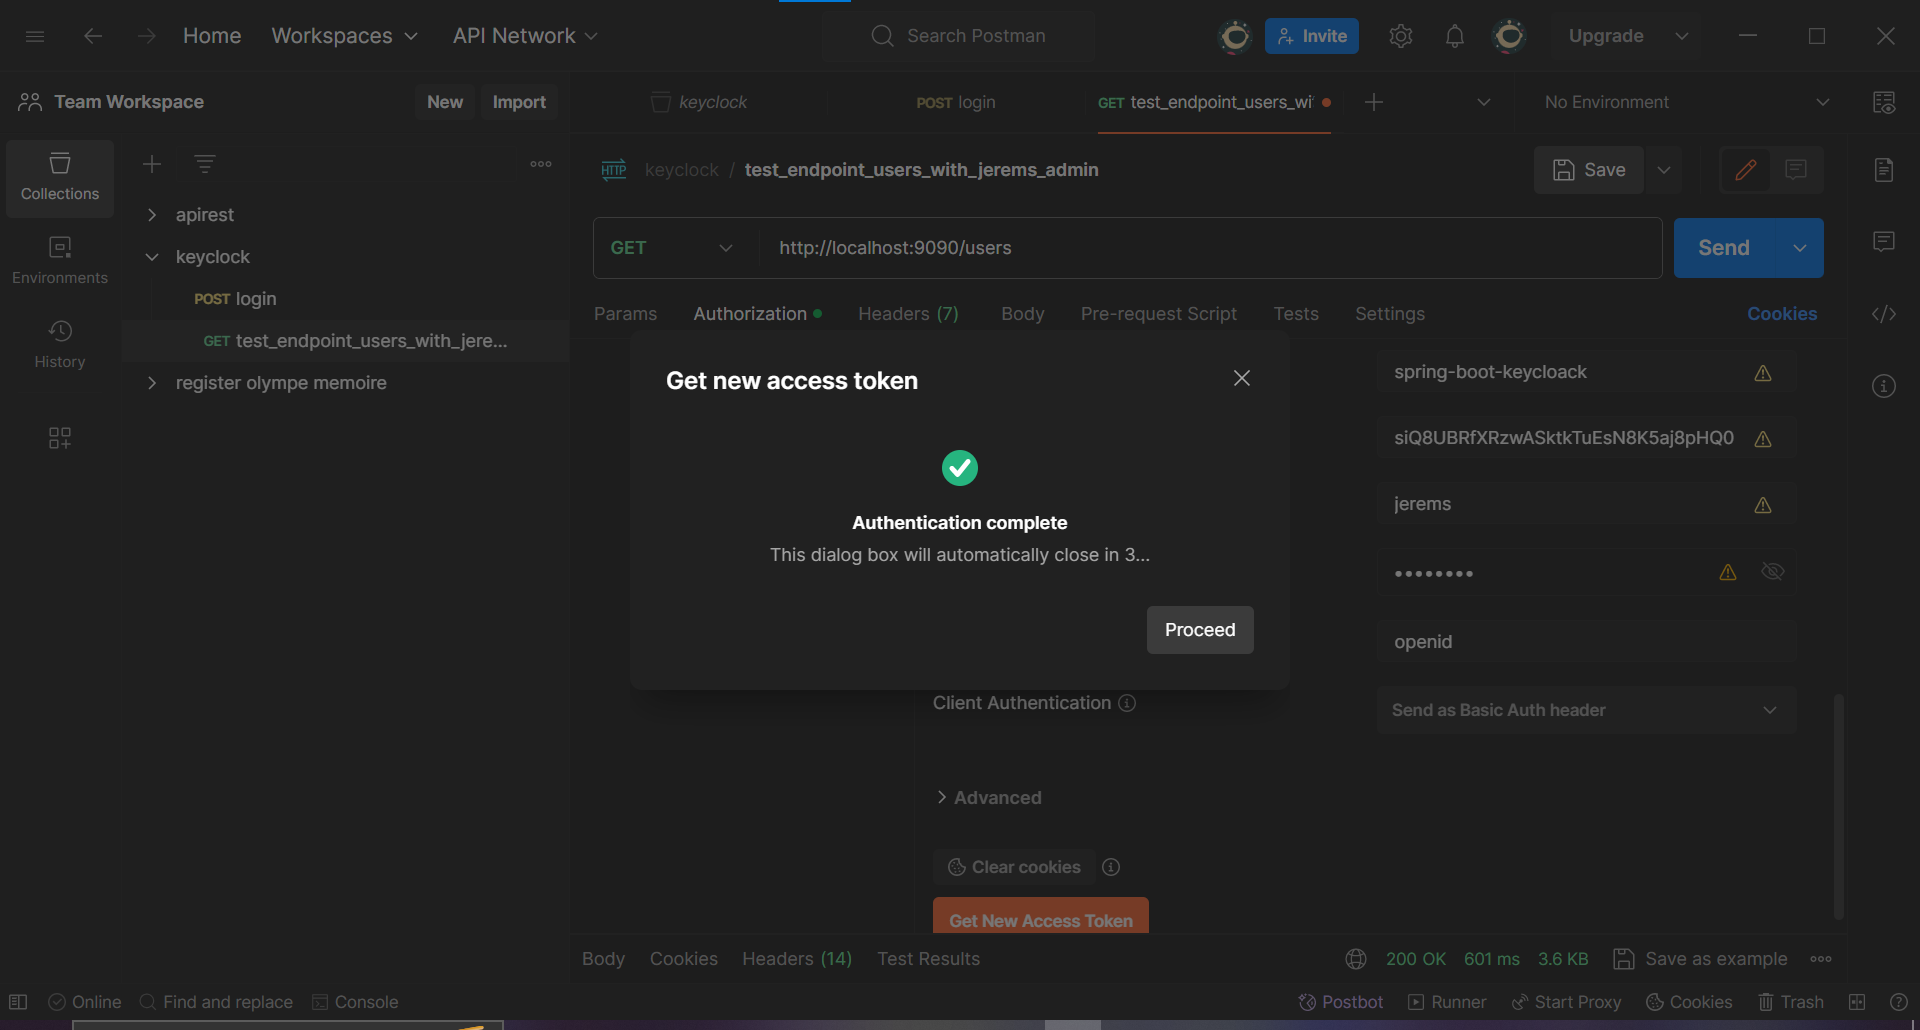 Home
Workspaces
API Network
Search Postman
Invite
Upgrade
Team Workspace
New
Import
keyclock
POST login
GET test_endpoint_users_wi
No Environment
Collections
Environments
History
apirest
keyclock
POST login
GET test_endpoint_users_with_jere...
register olympe memoire
HTTP
keyclock / test_endpoint_users_with_jerems_admin
Save
GET
http://localhost:9090/users
Send
Params
Authorization
Headers (7)
Body
Pre-request Script
Tests
Settings
Cookies
Get new access token
Authentication complete
This dialog box will automatically close in 3...
Proceed
spring-boot-keycloack
siQ8UBRfXRzwASktkTuEsN8K5aj8pHQ0
jerems
••••••••
openid
Client Authentication
Send as Basic Auth header
Advanced
Clear cookies
Get New Access Token
Body
Cookies
Headers (14)
Test Results
200 OK
601 ms
3.6 KB
Save as example
Online
Find and replace
Console
Postbot
Runner
Start Proxy
Cookies
Trash